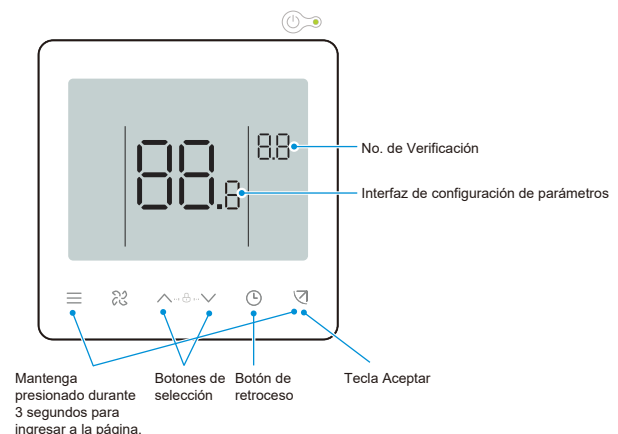 88.8
8.8
No. de Verificación
Interfaz de configuración de parámetros
Mantenga
presionado durante
3 segundos para
ingresar a la página.
Botones de
selección
Botón de
retroceso
Tecla Aceptar